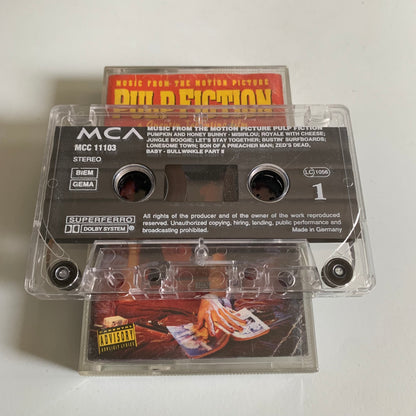 MUSIC FROM THE MOTION PICTURE
PULP FICTION
MCA
MCC 11103
STEREO
MUSIC FROM THE MOTION PICTURE PULP FICTION
PUMPKIN AND HONEY BUNNY - MISIRLOU; ROYALE WITH CHEESE;
JUNGLE BOOGIE; LET'S STAY TOGETHER; BUSTIN' SURFBOARDS;
LONESOME TOWN; SON OF A PREACHER MAN; ZED'S DEAD,
BABY - BULLWINKLE PART II
BIEM
GEMA
LC 1056
1
SUPERFERRO
DOLBY SYSTEM
All rights of the producer and of the owner of the work reproduced
reserved. Unauthorized copying, hiring, lending, public performance and
broadcasting prohibited.
Made in Germany
PARENTAL
ADVISORY
EXPLICIT LYRICS